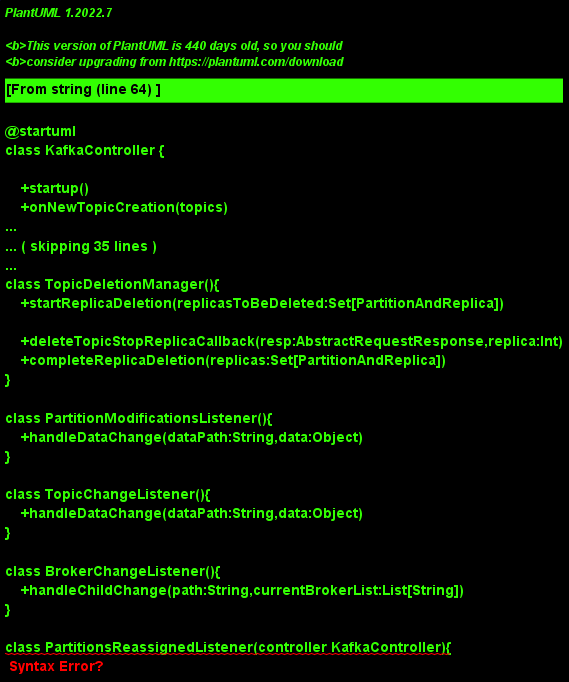 PlantUML 1.2022.7
<b>This version of PlantUML is 440 days old, so you should
<b>consider upgrading from https://plantuml.com/download
[From string (line 64) ]
@startuml
class KafkaController {
+startup()
+onNewTopicCreation(topics)
...
... ( skipping 35 lines )
...
class TopicDeletionManager(){
+startReplicaDeletion(replicasToBeDeleted:Set[PartitionAndReplica])
+deleteTopicStopReplicaCallback(resp:AbstractRequestResponse,replica:Int)
+completeReplicaDeletion(replicas:Set[PartitionAndReplica])
}
class PartitionModificationsListener(){
+handleDataChange(dataPath:String,data:Object)
}
class TopicChangeListener(){
+handleDataChange(dataPath:String,data:Object)
}
class BrokerChangeListener(){
+handleChildChange(path:String,currentBrokerList:List[String])
}
class PartitionsReassignedListener(controller KafkaController){
Syntax Error?